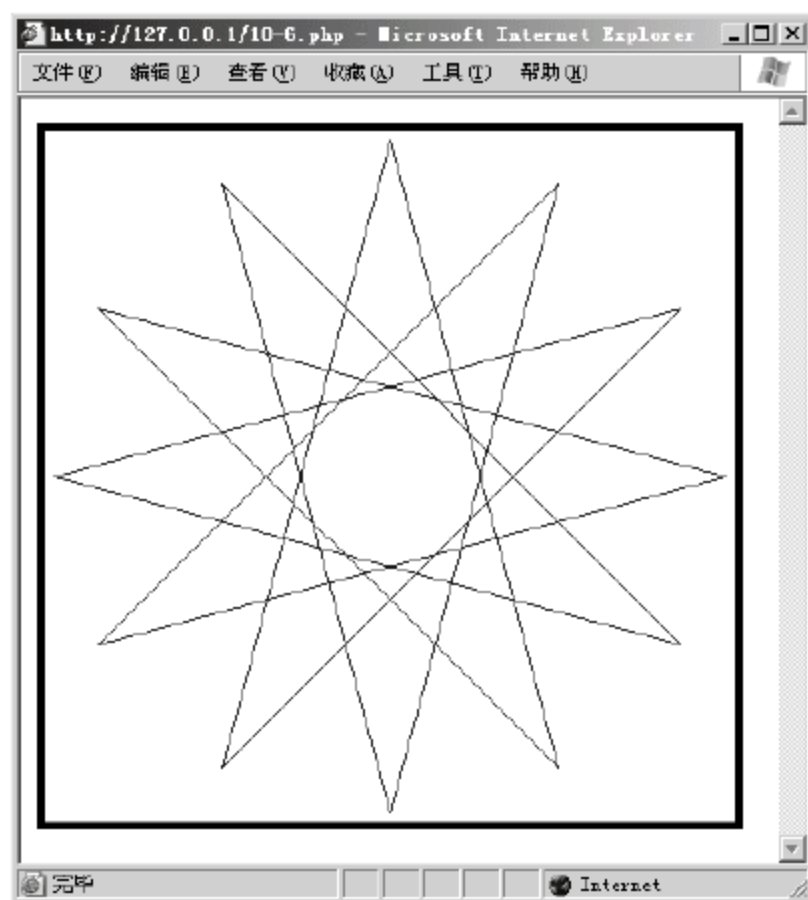 http://127.0.0.1/10-6.php - Microsoft Internet Explorer
文件(F) 编辑(E) 查看(V) 收藏(A) 工具(T) 帮助(H)
完毕 Internet